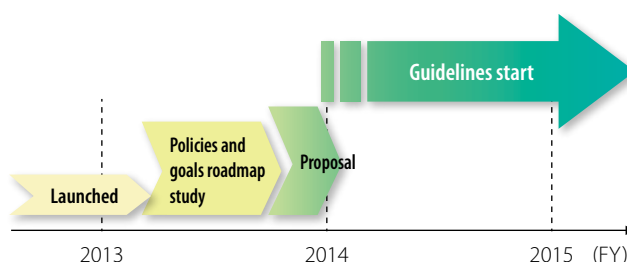 Guidelines start
Policies and
goals roadmap
study
Proposal
Launched
2013
2014
2015 (FY)